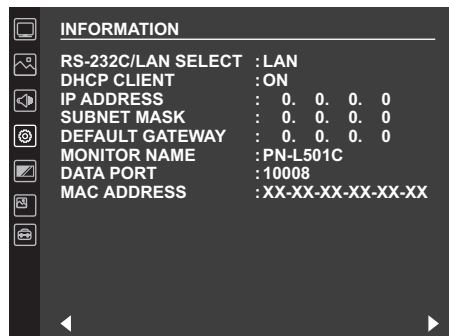 INFORMATION
RS-232C/LAN SELECT : LAN
DHCP CLIENT : ON
IP ADDRESS : 0. 0. 0. 0
SUBNET MASK : 0. 0. 0. 0
DEFAULT GATEWAY : 0. 0. 0. 0
MONITOR NAME : PN-L501C
DATA PORT : 10008
MAC ADDRESS : XX-XX-XX-XX-XX-XX